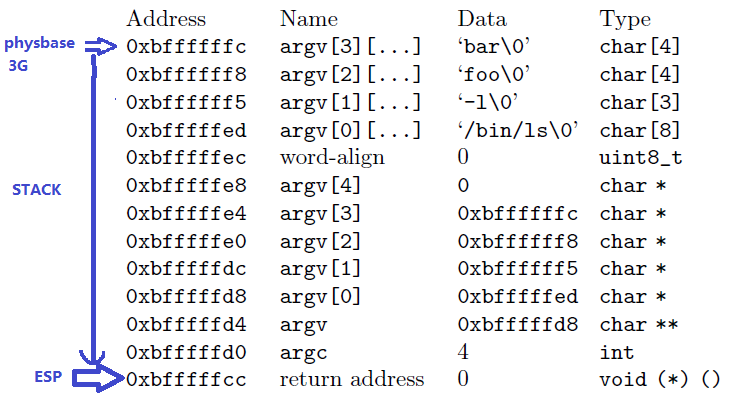 Address Name Data Type
physbase 0xbffffffc argv[3][...] ‘bar\0’ char[4]
3G 0xbffffff8 argv[2][...] ‘foo\0’ char[4]
0xbffffff5 argv[1][...] ‘-l\0’ char[3]
0xbfffffed argv[0][...] ‘/bin/ls\0’ char[8]
0xbfffffec word-align 0 uint8_t
STACK 0xbfffffe8 argv[4] 0 char *
0xbfffffe4 argv[3] 0xbffffffc char *
0xbfffffe0 argv[2] 0xbffffff8 char *
0xbfffffdc argv[1] 0xbffffff5 char *
0xbfffffd8 argv[0] 0xbfffffed char *
0xbfffffd4 argv 0xbfffffd8 char **
0xbfffffd0 argc 4 int
ESP 0xbfffffcc return address 0 void (*) ()